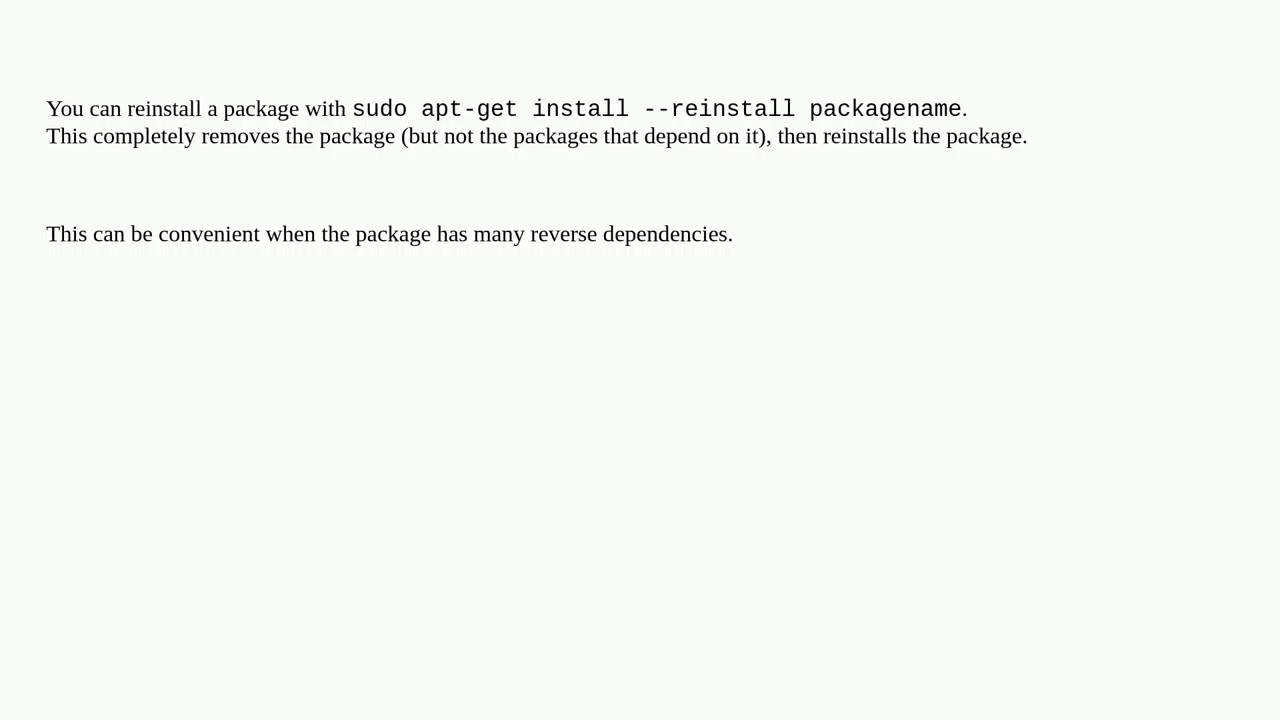 You can reinstall a package with sudo apt-get install --reinstall packagename.
This completely removes the package (but not the packages that depend on it), then reinstalls the package.
This can be convenient when the package has many reverse dependencies.